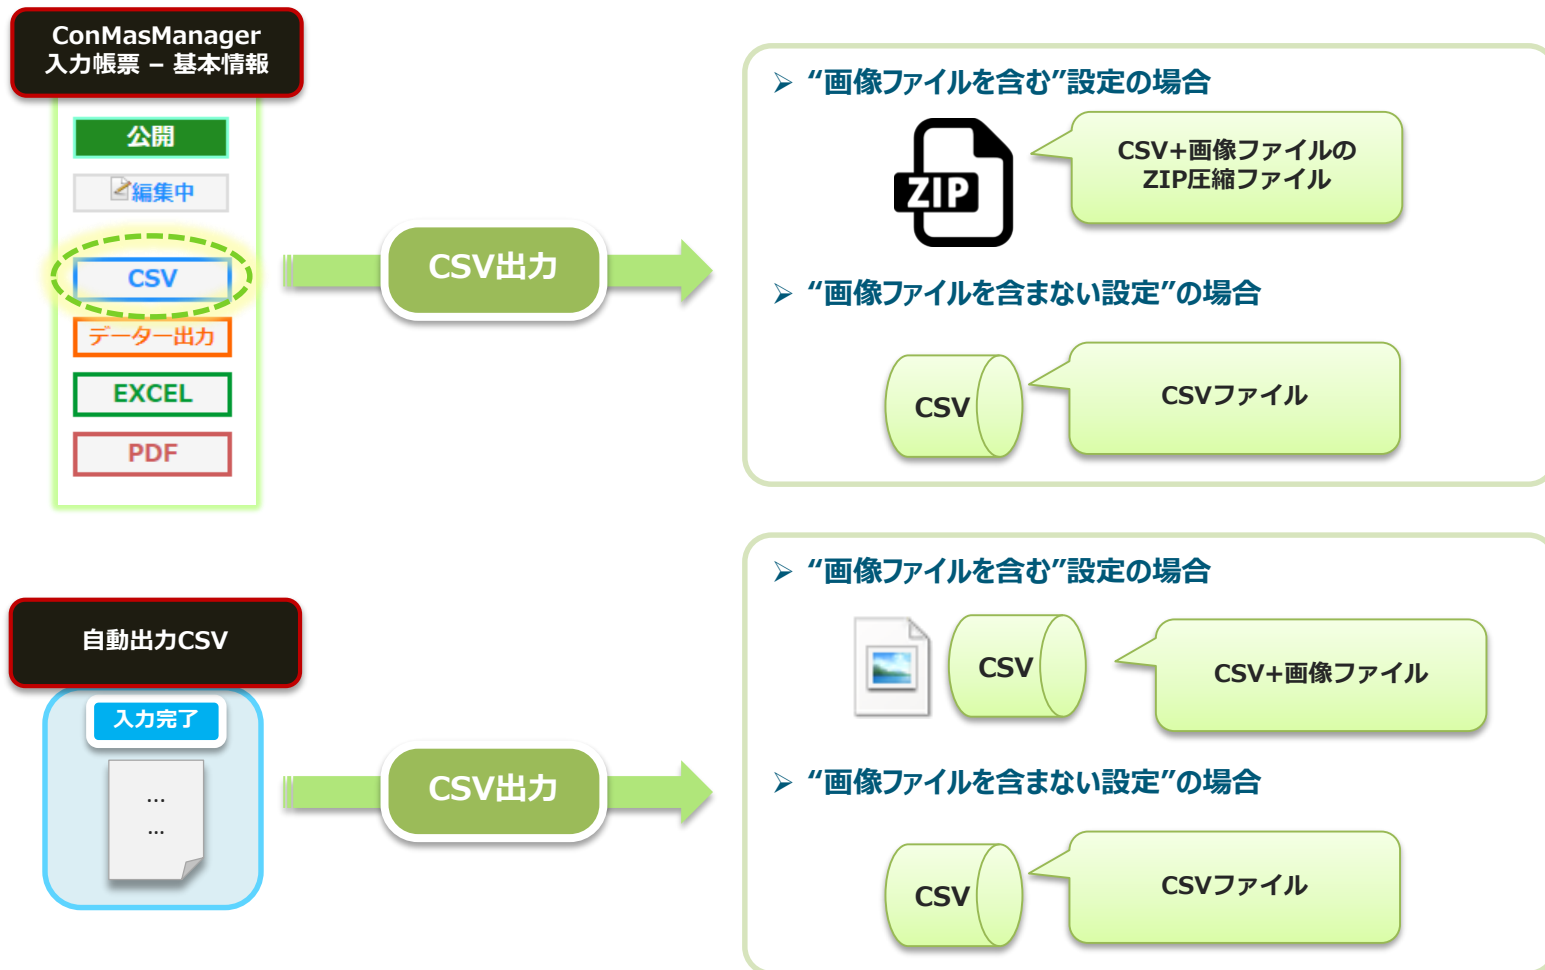 ConMasManager
入力帳票 – 基本情報
公開
編集中
CSV
データー出力
EXCEL
PDF
CSV出力
➢ “画像ファイルを含む”設定の場合
ZIP
CSV+画像ファイルの
ZIP圧縮ファイル
➢ “画像ファイルを含まない設定”の場合
CSV
CSVファイル
自動出力CSV
入力完了
...
...
CSV出力
➢ “画像ファイルを含む”設定の場合
CSV
CSV+画像ファイル
➢ “画像ファイルを含まない設定”の場合
CSV
CSVファイル